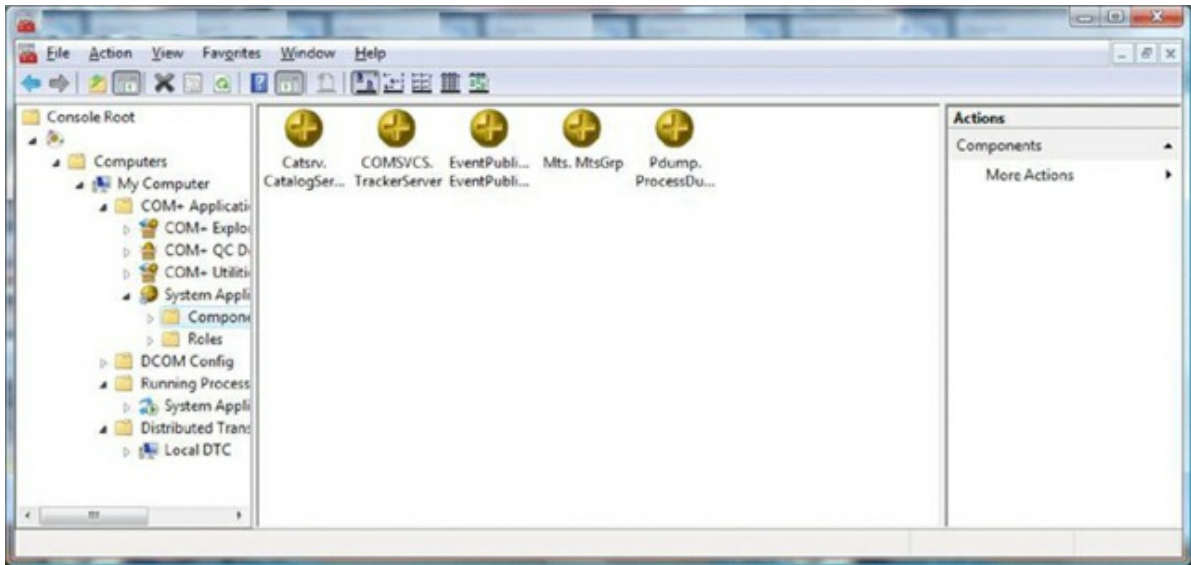 File Action View Favorites Window Help
Console Root
Computers
My Computer
COM+ Applicati
COM+ Explo
COM+ QC D
COM+ Utiliti
System Appli
Compone
Roles
DCOM Config
Running Process
System Appli
Distributed Trans
Local DTC
Catsrv. CatalogSer...
COMSVCS. TrackerServer
EventPubli... EventPubli...
Mts. MtsGrp
Pdump. ProcessDu...
Actions
Components
More Actions